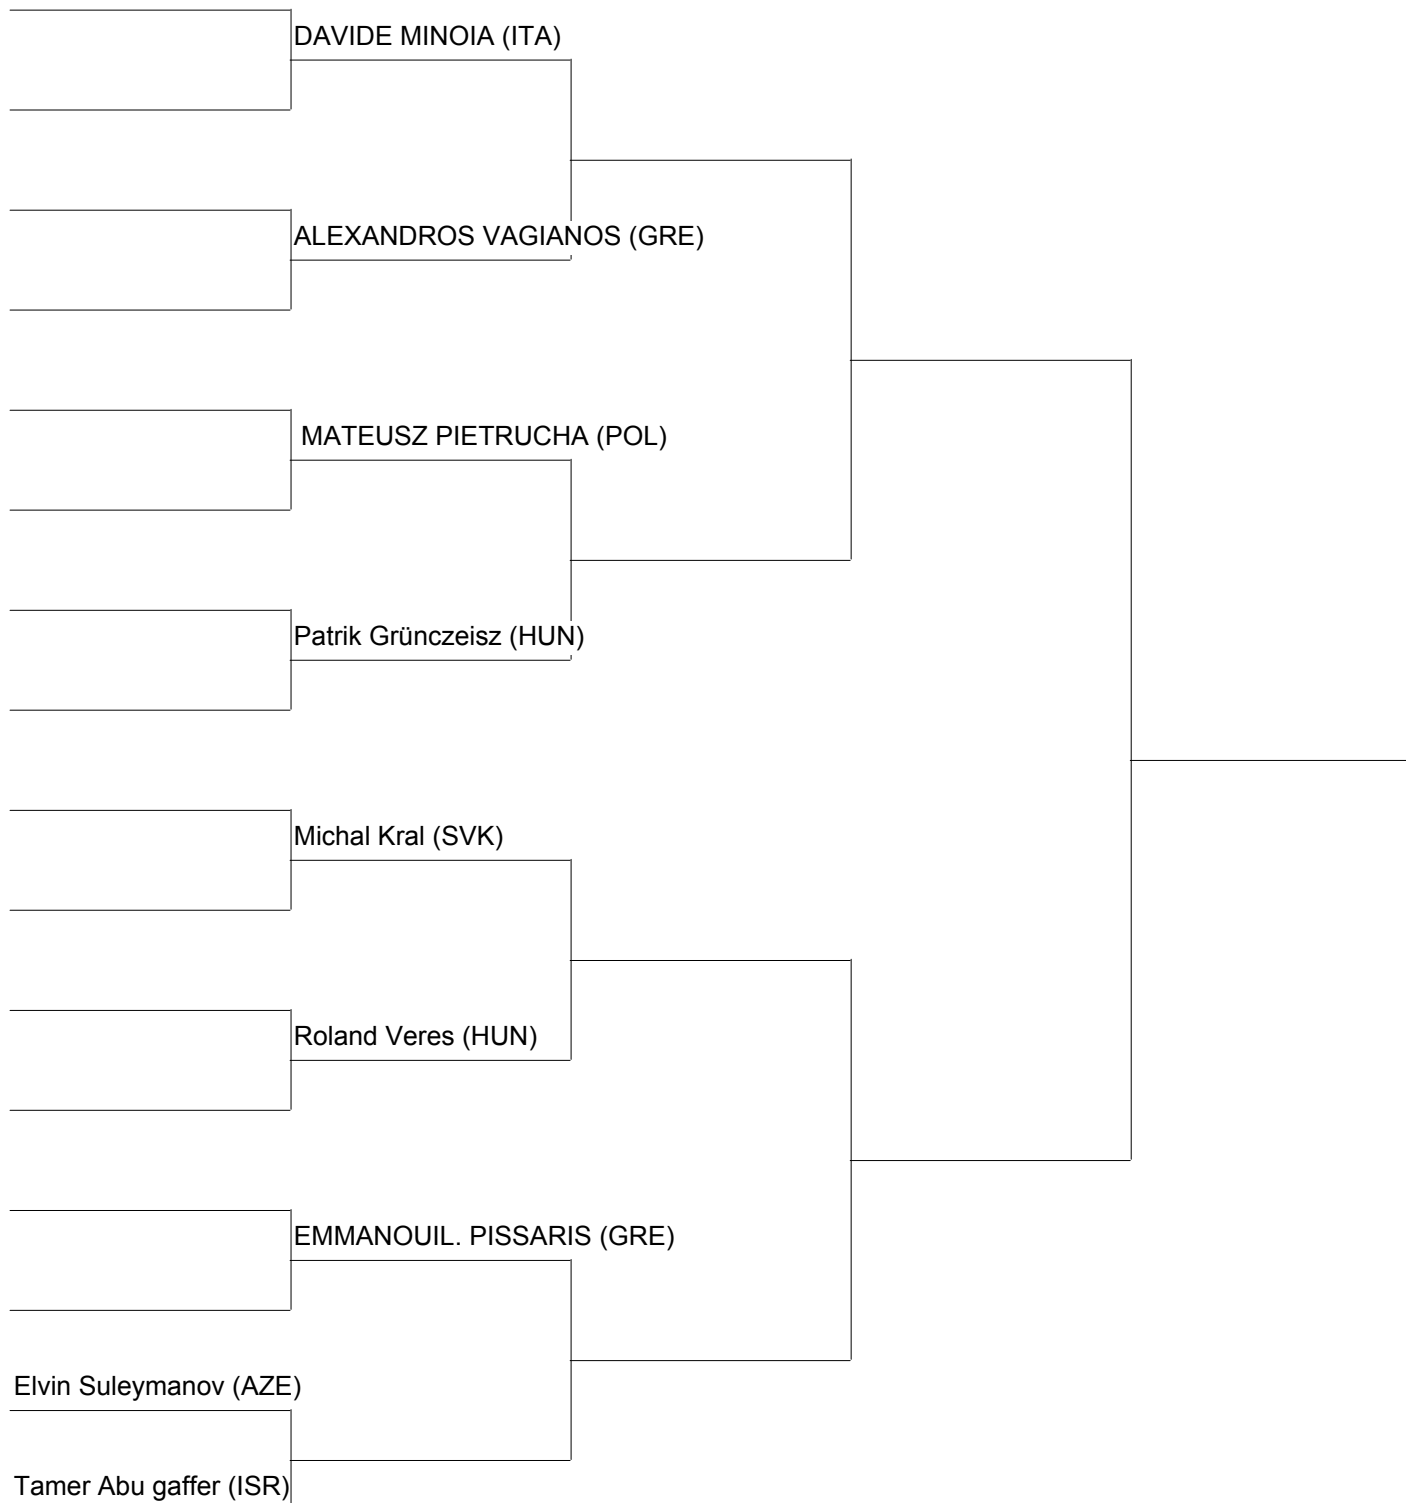 DAVIDE MINOIA (ITA)
ALEXANDROS VAGIANOS (GRE)
MATEUSZ PIETRUCHA (POL)
Patrik Grünczeisz (HUN)
Michal Kral (SVK)
Roland Veres (HUN)
EMMANOUIL. PISSARIS (GRE)
Elvin Suleymanov (AZE)
Tamer Abu gaffer (ISR)